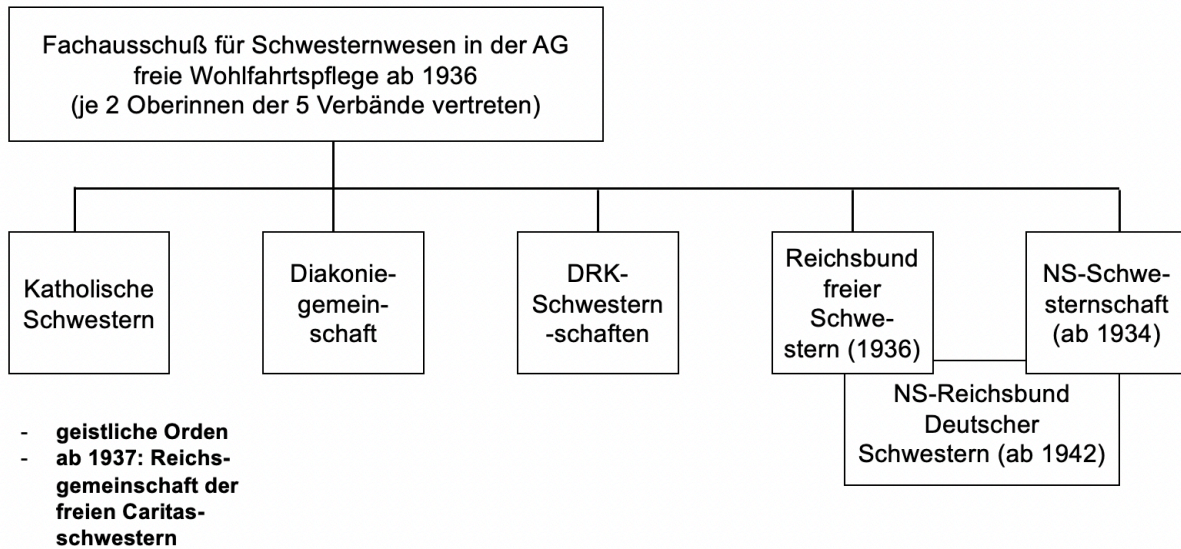 Fachausschuß für Schwesternwesen in der AG
freie Wohlfahrtspflege ab 1936
(je 2 Oberinnen der 5 Verbände vertreten)
Katholische
Schwestern
Diakonie-
gemein-
schaft
DRK-
Schwestern
-schaften
Reichsbund
freier
Schwe-
stern (1936)
NS-Schwe-
sternschaft
(ab 1934)
NS-Reichsbund
Deutscher
Schwestern (ab 1942)
- geistliche Orden
- ab 1937: Reichs-
gemeinschaft der
freien Caritas-
schwestern